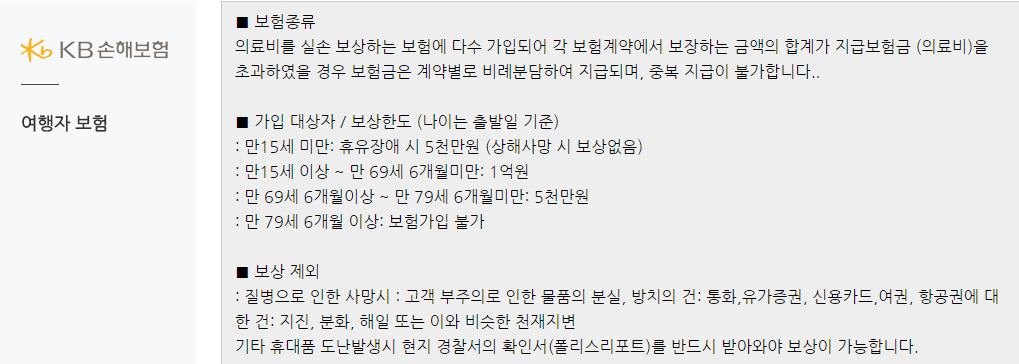 KB손해보험
여행자 보험
■ 보험종류
의료비를 실손 보상하는 보험에 다수 가입되어 각 보험계약에서 보장하는 금액의 합계가 지급보험금 (의료비)을
초과하였을 경우 보험금은 계약별로 비례분담하여 지급되며, 중복 지급이 불가합니다..
■ 가입 대상자 / 보상한도 (나이는 출발일 기준)
: 만15세 미만: 휴유장애 시 5천만원 (상해사망 시 보상없음)
: 만15세 이상 ~ 만 69세 6개월미만: 1억원
: 만 69세 6개월이상 ~ 만 79세 6개월미만: 5천만원
: 만 79세 6개월 이상: 보험가입 불가
■ 보상 제외
: 질병으로 인한 사망시 : 고객 부주의로 인한 물품의 분실, 방치의 건: 통화,유가증권, 신용카드,여권, 항공권에 대
한 건: 지진, 분화, 해일 또는 이와 비슷한 천재지변
기타 휴대품 도난발생시 현지 경찰서의 확인서(폴리스리포트)를 반드시 받아와야 보상이 가능합니다.